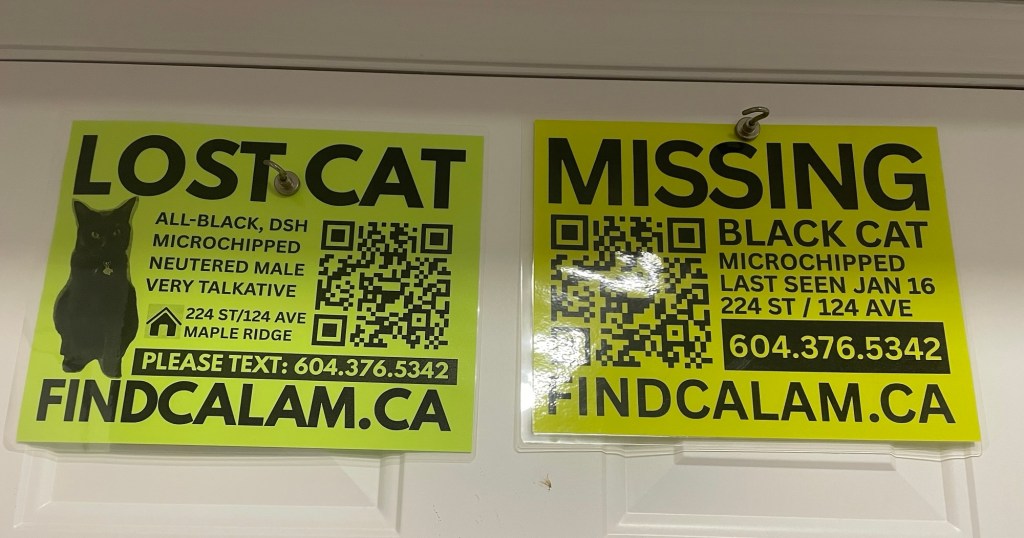 LOST CAT
ALL-BLACK, DSH
MICROCHIPPED
NEUTERED MALE
VERY TALKATIVE
224 ST/124 AVE
MAPLE RIDGE
PLEASE TEXT: 604.376.5342
FINDCALAM.CA
MISSING
BLACK CAT
MICROCHIPPED
LAST SEEN JAN 16
224 ST / 124 AVE
604.376.5342
FINDCALAM.CA